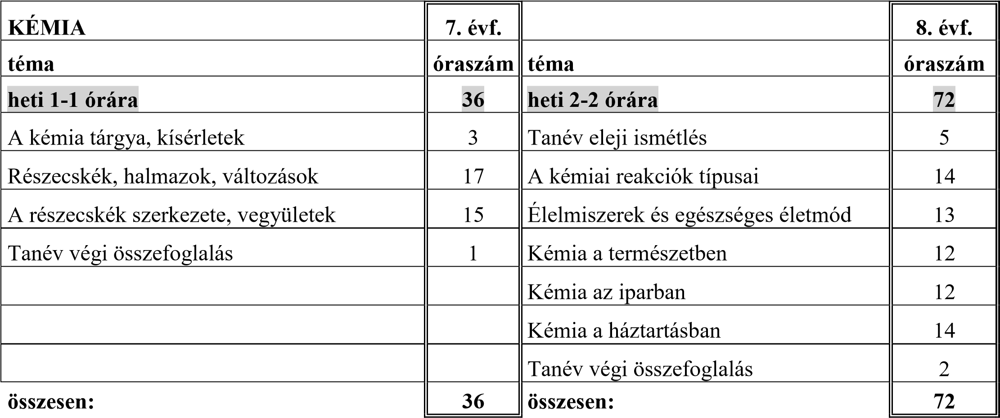 KÉMIA 7. évf. 8. évf.
téma óraszám téma óraszám
heti 1-1 órára 36 heti 2-2 órára 72
A kémia tárgya, kísérletek 3 Tanév eleji ismétlés 5
Részecskék, halmazok, változások 17 A kémiai reakciók típusai 14
A részecskék szerkezete, vegyületek 15 Élelmiszerek és egészséges életmód 13
Tanév végi összefoglalás 1 Kémia a természetben 12
Kémia az iparban 12
Kémia a háztartásban 14
Tanév végi összefoglalás 2
összesen: 36 összesen: 72